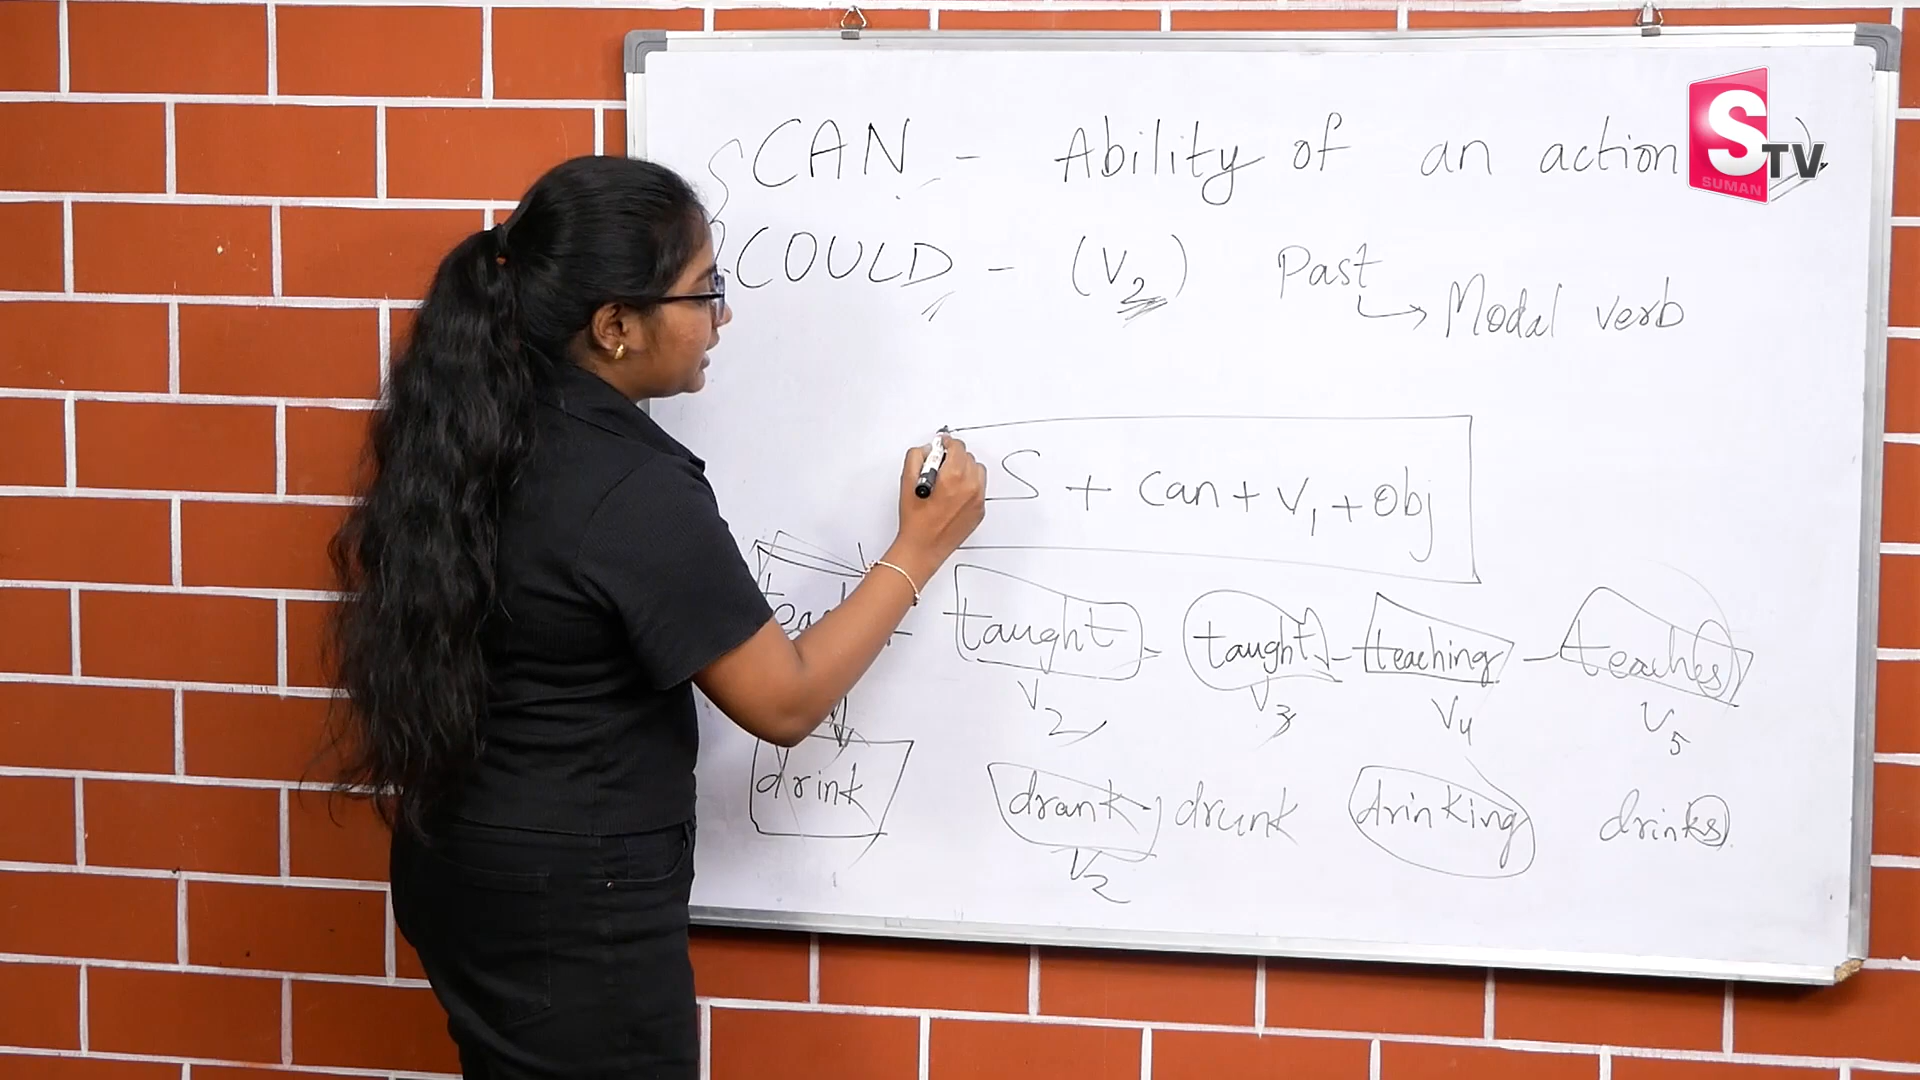 CAN - Ability of an action
COULD - (V2) Past
Modal verb
S + can + V1 + obj
taught - taught - teaching - teaches
V2 V3 V4 V5
drink drank drunk drinking drinks
V2
S TV
SUMAN